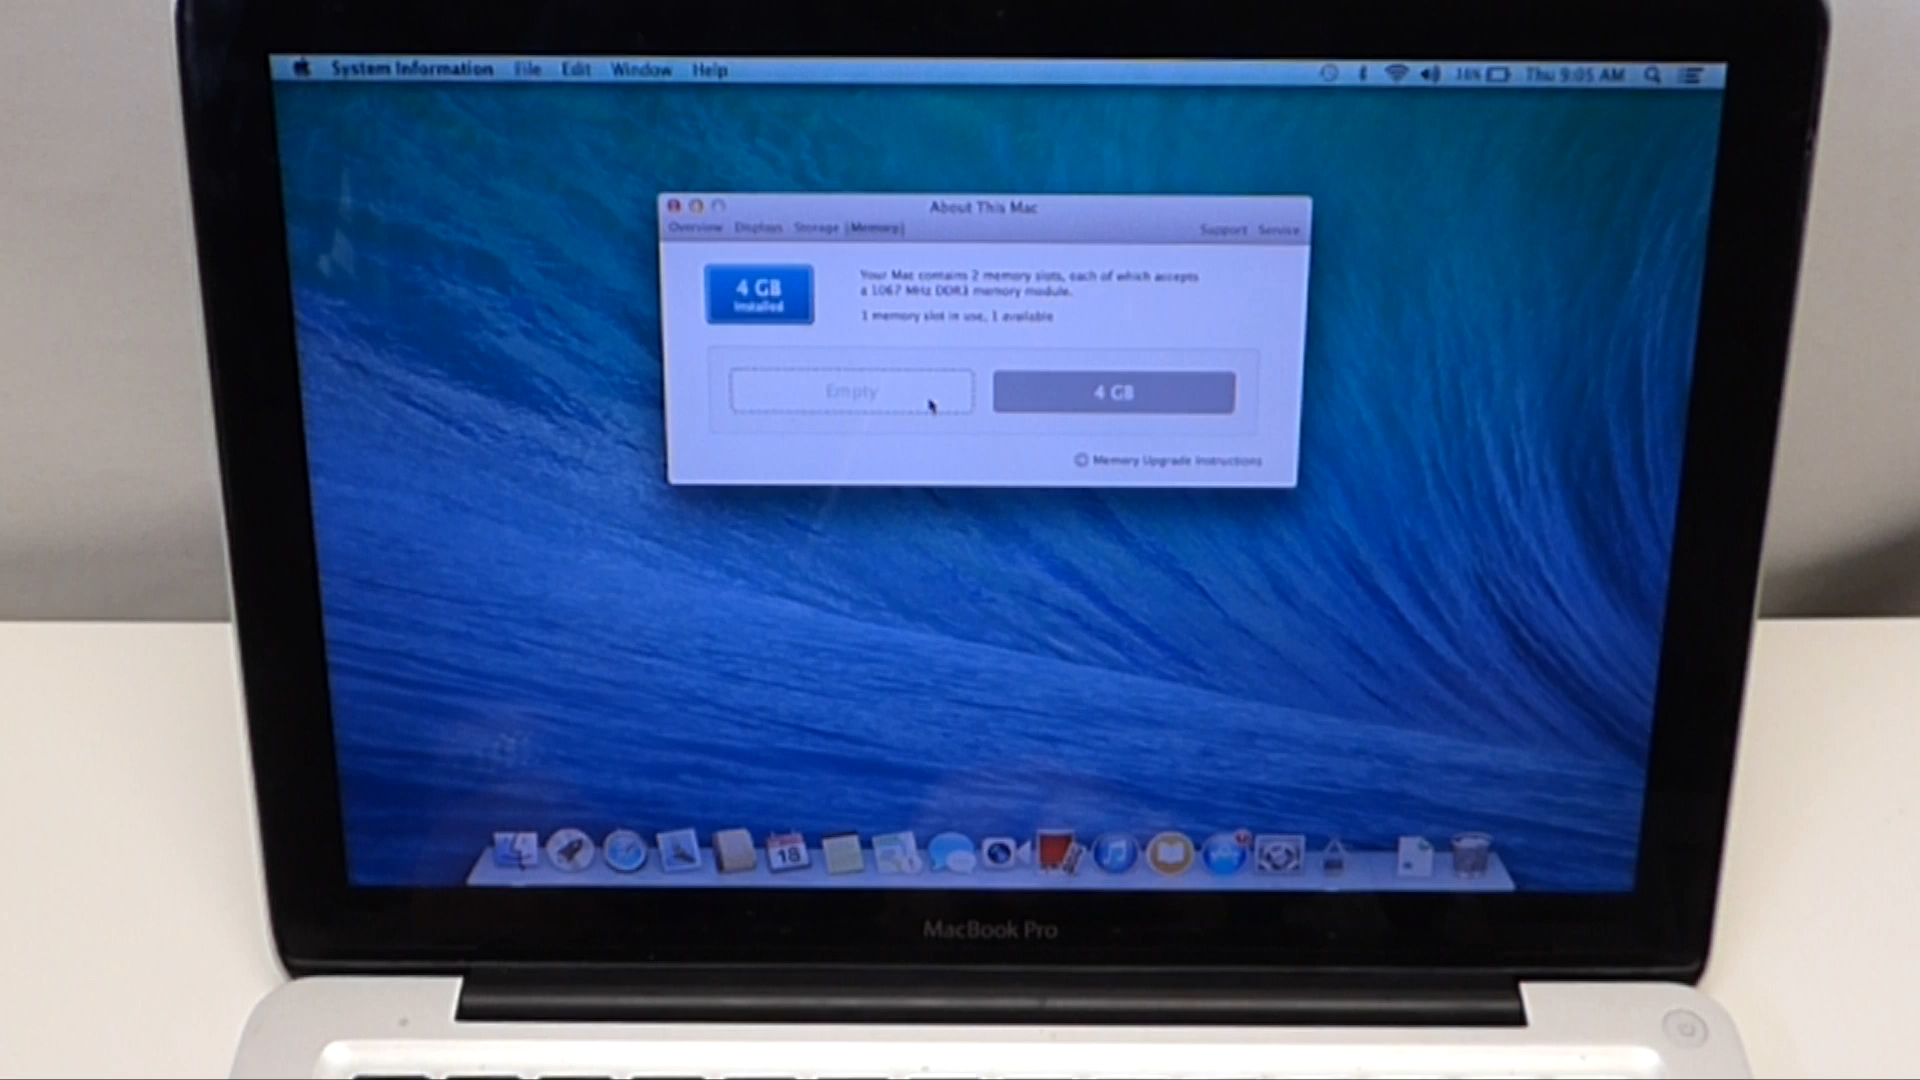 System Information File Edit Window Help
Thu 9:05 AM
About This Mac
Overview Displays Storage Memory
Support Service
4 GB
Installed
Your Mac contains 2 memory slots, each of which accepts
a 1067 MHz DDR3 memory module.
1 memory slot in use, 1 available
Empty
4 GB
Memory Upgrade Instructions
18
MacBook Pro